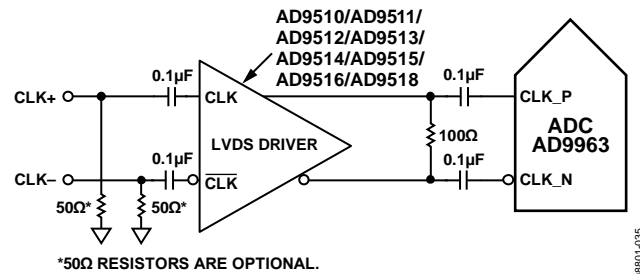 AD9510/AD9511/
AD9512/AD9513/
AD9514/AD9515/
AD9516/AD9518
0.1µF
0.1µF
CLK+
CLK
CLK_P
ADC
AD9963
LVDS DRIVER
100Ω
0.1µF
0.1µF
CLK–
CLK
CLK_N
50Ω*
50Ω*
*50Ω RESISTORS ARE OPTIONAL.